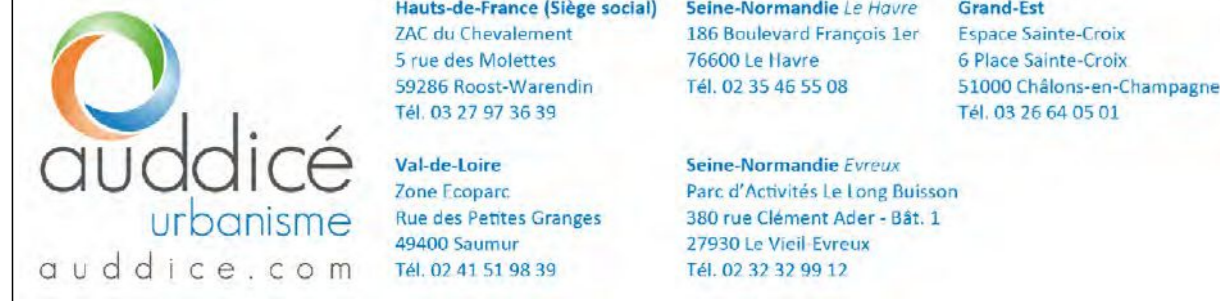 auddicé
urbanisme
auddice.com
Hauts-de-France (Siège social)
ZAC du Chevalement
5 rue des Molettes
59286 Roost-Warendin
Tél. 03 27 97 36 39
Seine-Normandie Le Havre
186 Boulevard François 1er
76600 Le Havre
Tél. 02 35 46 55 08
Grand-Est
Espace Sainte-Croix
6 Place Sainte-Croix
51000 Châlons-en-Champagne
Tél. 03 26 64 05 01
Val-de-Loire
Zone Ecoparc
Rue des Petites Granges
49400 Saumur
Tél. 02 41 51 98 39
Seine-Normandie Evreux
Parc d'Activités Le Long Buisson
380 rue Clément Ader - Bât. 1
27930 Le Vieil-Evreux
Tél. 02 32 32 99 12